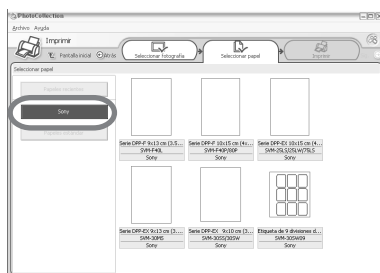 PhotoCollection
Archivo Ayuda
Imprimir
Pantalla inicial Atrás
Seleccionar fotografía
Seleccionar papel
Imprimir
Seleccionar papel
Sony
Serie DPP-F 9x13 cm (3.5...
SVM-F40L
Sony
Serie DPP-F 10x15 cm (4x...
SVM-F40P/80P
Sony
Serie DPP-EX 10x15 cm (4...
SVM-25LS/25LW/75LS
Sony
Serie DPP-EX 9x13 cm (3....
SVM-30MS
Sony
Serie DPP-EX 9x10 cm (3...
SVM-30SS/30SW
Sony
Etiqueta de 9 divisiones d...
SVM-30SW09
Sony